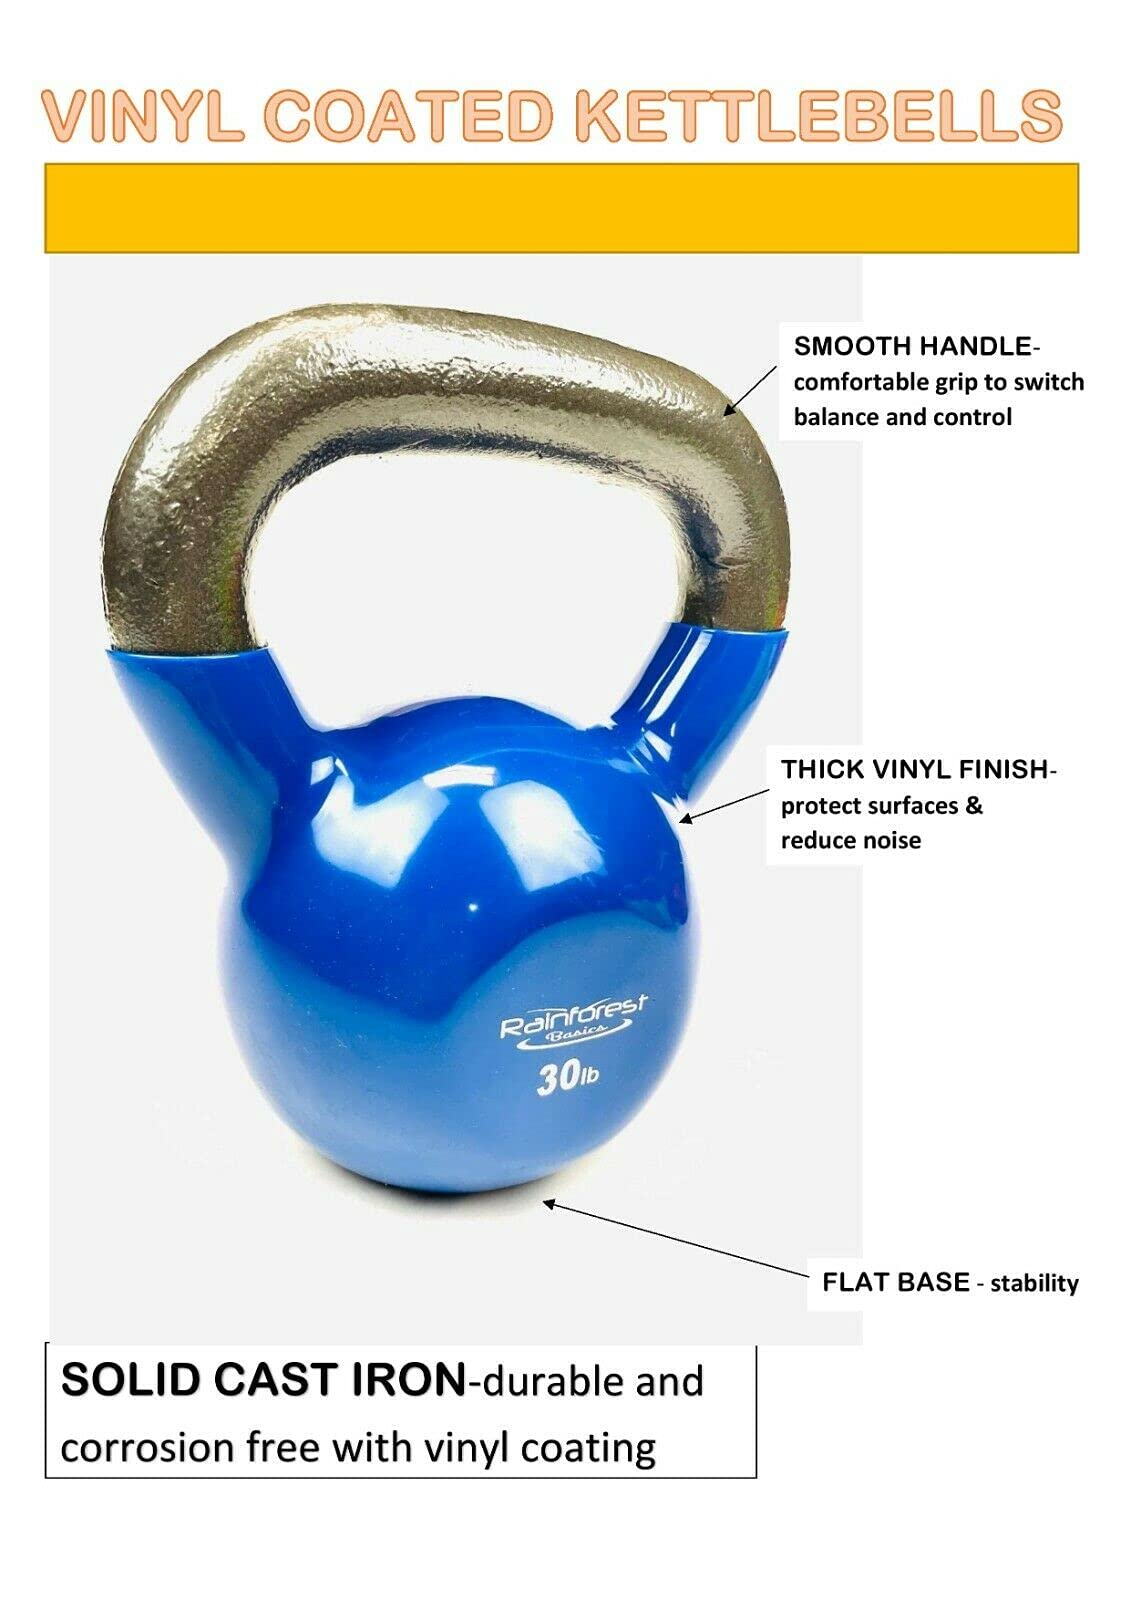 VINYL COATED KETTLEBELLS
SMOOTH HANDLE-
comfortable grip to switch
balance and control
THICK VINYL FINISH-
protect surfaces &
reduce noise
Rainforest
Basics
30lb
FLAT BASE - stability
SOLID CAST IRON-durable and
corrosion free with vinyl coating